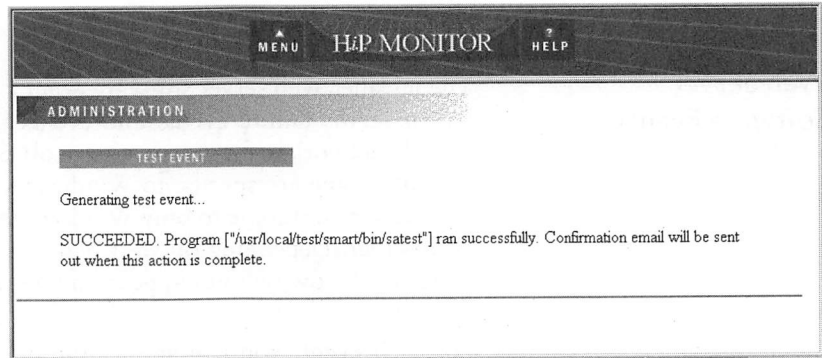 MENU HiP MONITOR ? HELP
ADMINISTRATION
TEST EVENT
Generating test event...
SUCCEEDED. Program ["/usr/local/test/smart/bin/satest"] ran successfully. Confirmation email will be sent
out when this action is complete.